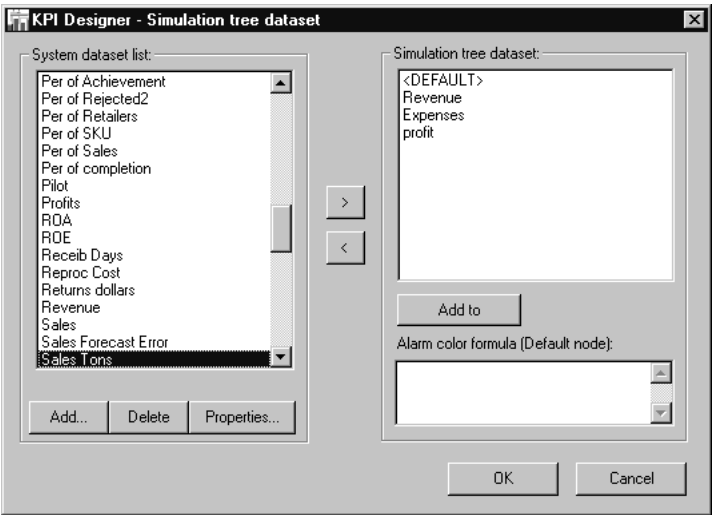 KPI Designer - Simulation tree dataset
System dataset list:
Per of Achievement
Per of Rejected2
Per of Retailers
Per of SKU
Per of Sales
Per of completion
Pilot
Profits
ROA
ROE
Receib Days
Reproc Cost
Returns dollars
Revenue
Sales
Sales Forecast Error
Sales Tons
Add...
Delete
Properties...
>
<
Simulation tree dataset:
<DEFAULT>
Revenue
Expenses
profit
Add to
Alarm color formula (Default node):
OK
Cancel